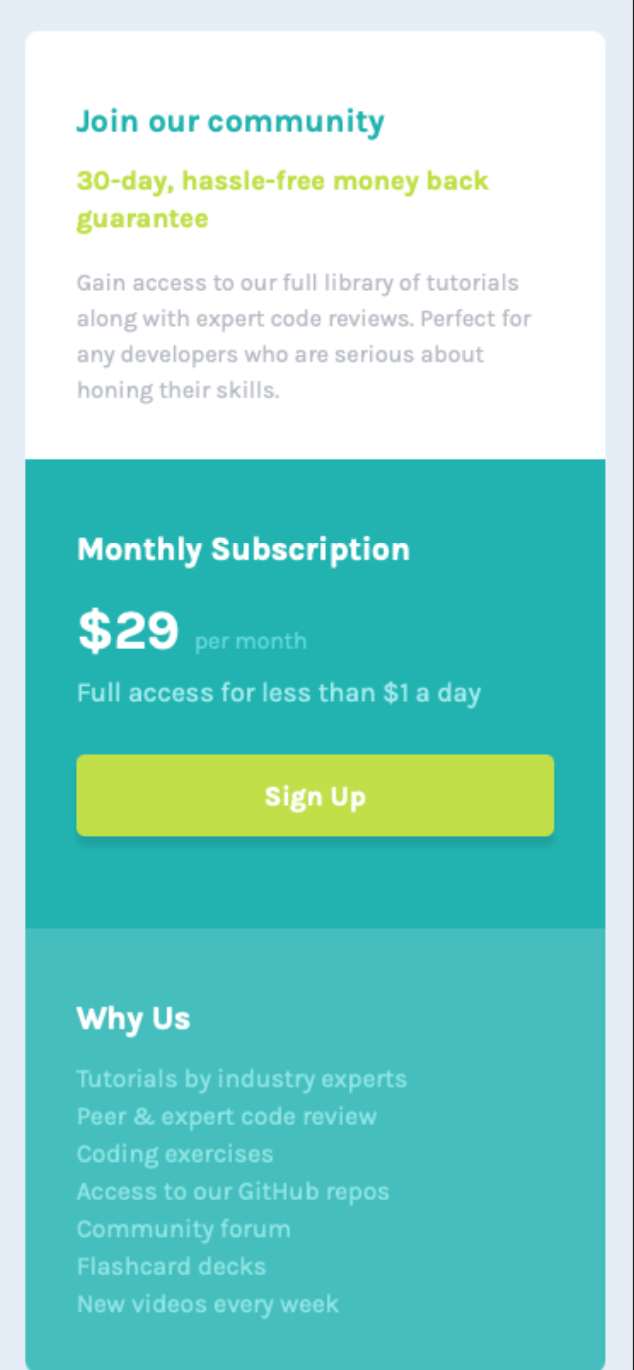 Join our community
30-day, hassle-free money back
guarantee
Gain access to our full library of tutorials
along with expert code reviews. Perfect for
any developers who are serious about
honing their skills.
Monthly Subscription
$29 per month
Full access for less than $1 a day
Sign Up
Why Us
Tutorials by industry experts
Peer & expert code review
Coding exercises
Access to our GitHub repos
Community forum
Flashcard decks
New videos every week